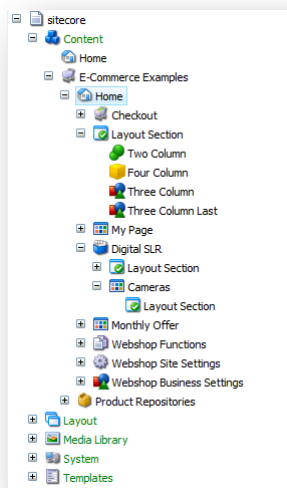 sitecore
Content
Home
E-Commerce Examples
Home
Checkout
Layout Section
Two Column
Four Column
Three Column
Three Column Last
My Page
Digital SLR
Layout Section
Cameras
Layout Section
Monthly Offer
Webshop Functions
Webshop Site Settings
Webshop Business Settings
Product Repositories
Layout
Media Library
System
Templates